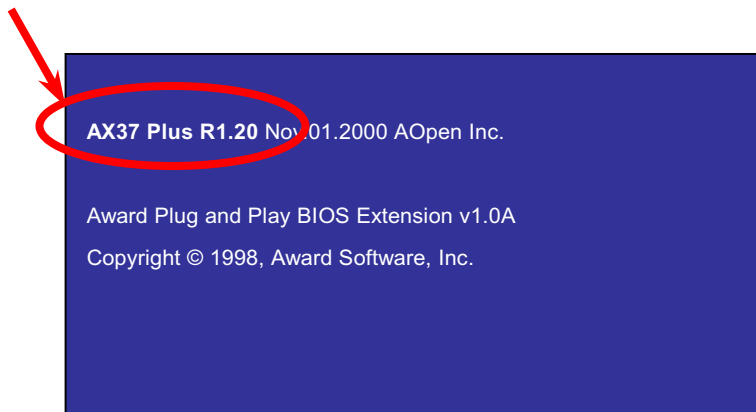 AX37 Plus R1.20 Nov.01.2000 AOpen Inc.
Award Plug and Play BIOS Extension v1.0A
Copyright © 1998, Award Software, Inc.